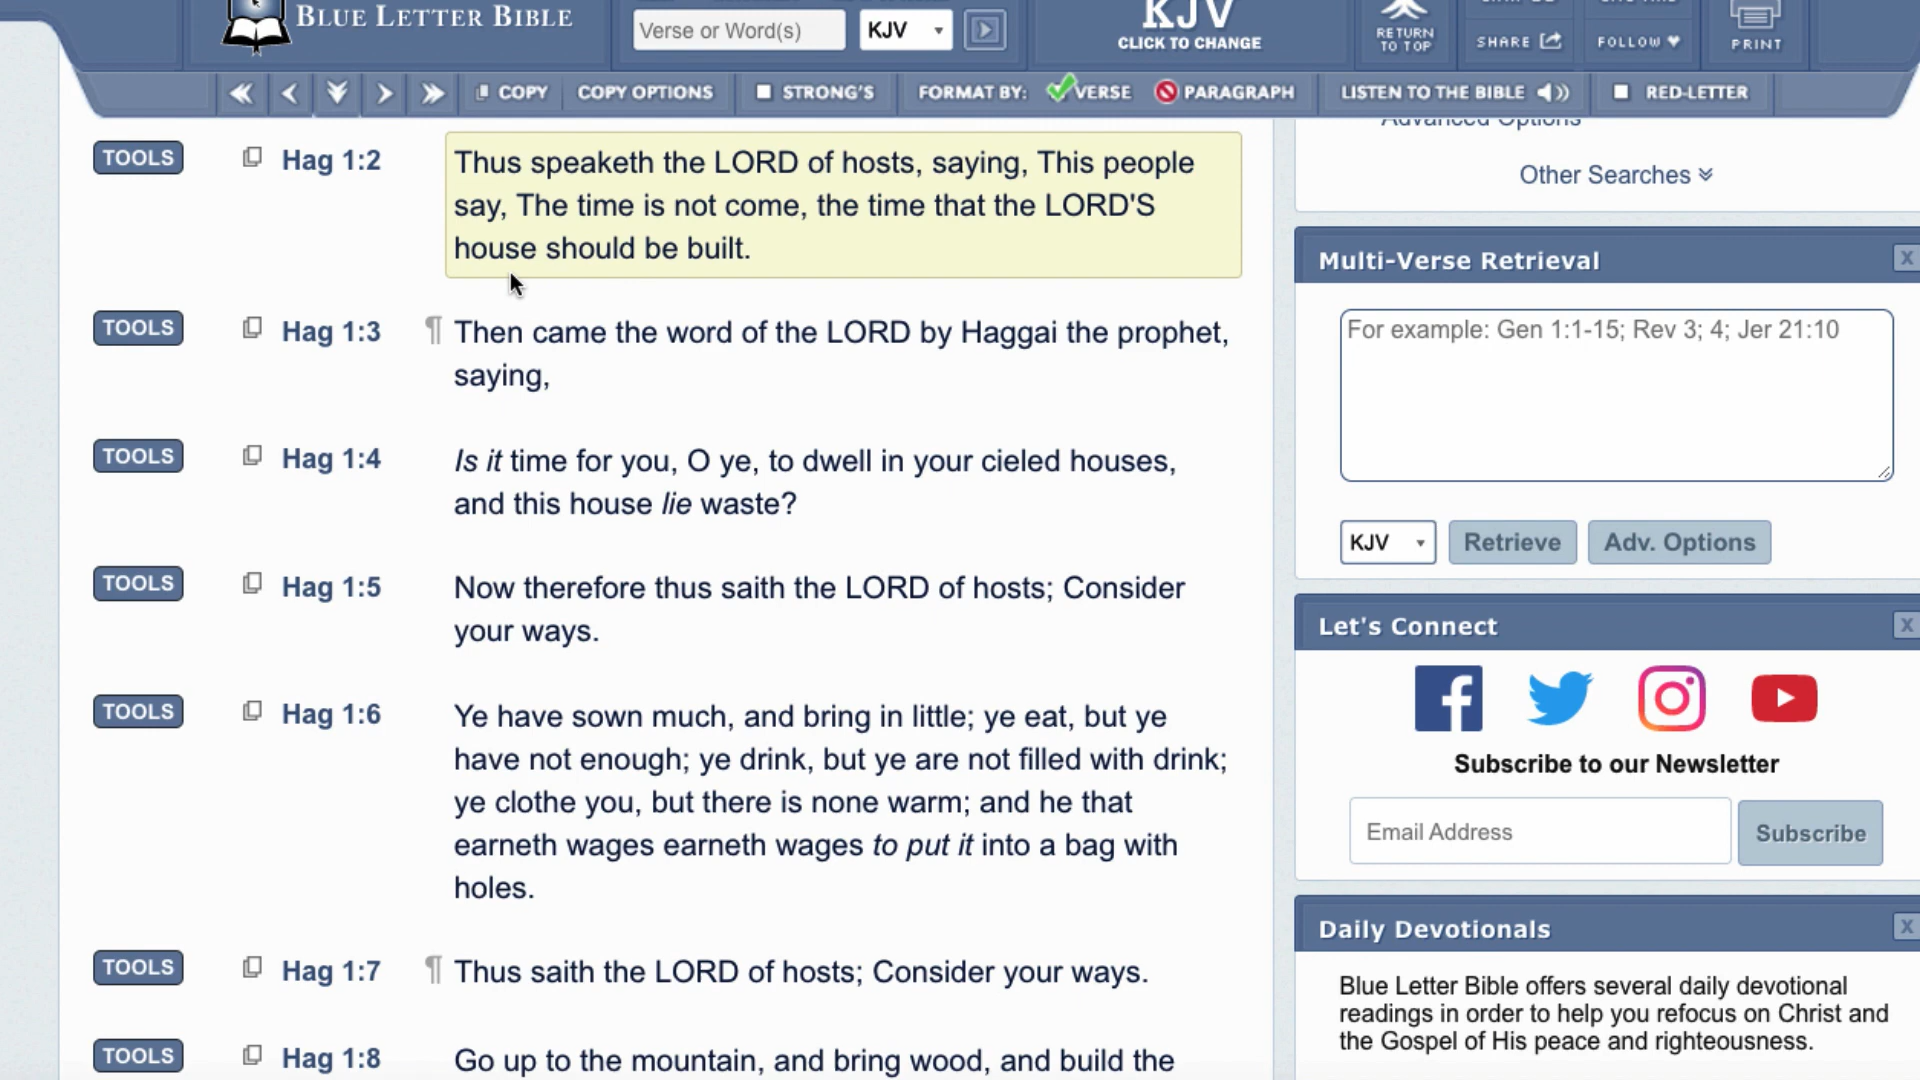 BLUE LETTER BIBLE
Verse or Word(s)
KJV
KJV
CLICK TO CHANGE
RETURN
TO TOP
SHARE
FOLLOW
PRINT
COPY
COPY OPTIONS
STRONG'S
FORMAT BY:
VERSE
PARAGRAPH
LISTEN TO THE BIBLE
RED-LETTER
TOOLS
Hag 1:2
Thus speaketh the LORD of hosts, saying, This people
say, The time is not come, the time that the LORD'S
house should be built.
TOOLS
Hag 1:3
¶ Then came the word of the LORD by Haggai the prophet,
saying,
TOOLS
Hag 1:4
Is it time for you, O ye, to dwell in your cieled houses,
and this house lie waste?
TOOLS
Hag 1:5
Now therefore thus saith the LORD of hosts; Consider
your ways.
TOOLS
Hag 1:6
Ye have sown much, and bring in little; ye eat, but ye
have not enough; ye drink, but ye are not filled with drink;
ye clothe you, but there is none warm; and he that
earneth wages earneth wages to put it into a bag with
holes.
TOOLS
Hag 1:7
¶ Thus saith the LORD of hosts; Consider your ways.
TOOLS
Hag 1:8
Go up to the mountain, and bring wood, and build the
Advanced Options
Other Searches
Multi-Verse Retrieval
X
For example: Gen 1:1-15; Rev 3; 4; Jer 21:10
KJV
Retrieve
Adv. Options
Let's Connect
X
Subscribe to our Newsletter
Email Address
Subscribe
Daily Devotionals
X
Blue Letter Bible offers several daily devotional
readings in order to help you refocus on Christ and
the Gospel of His peace and righteousness.